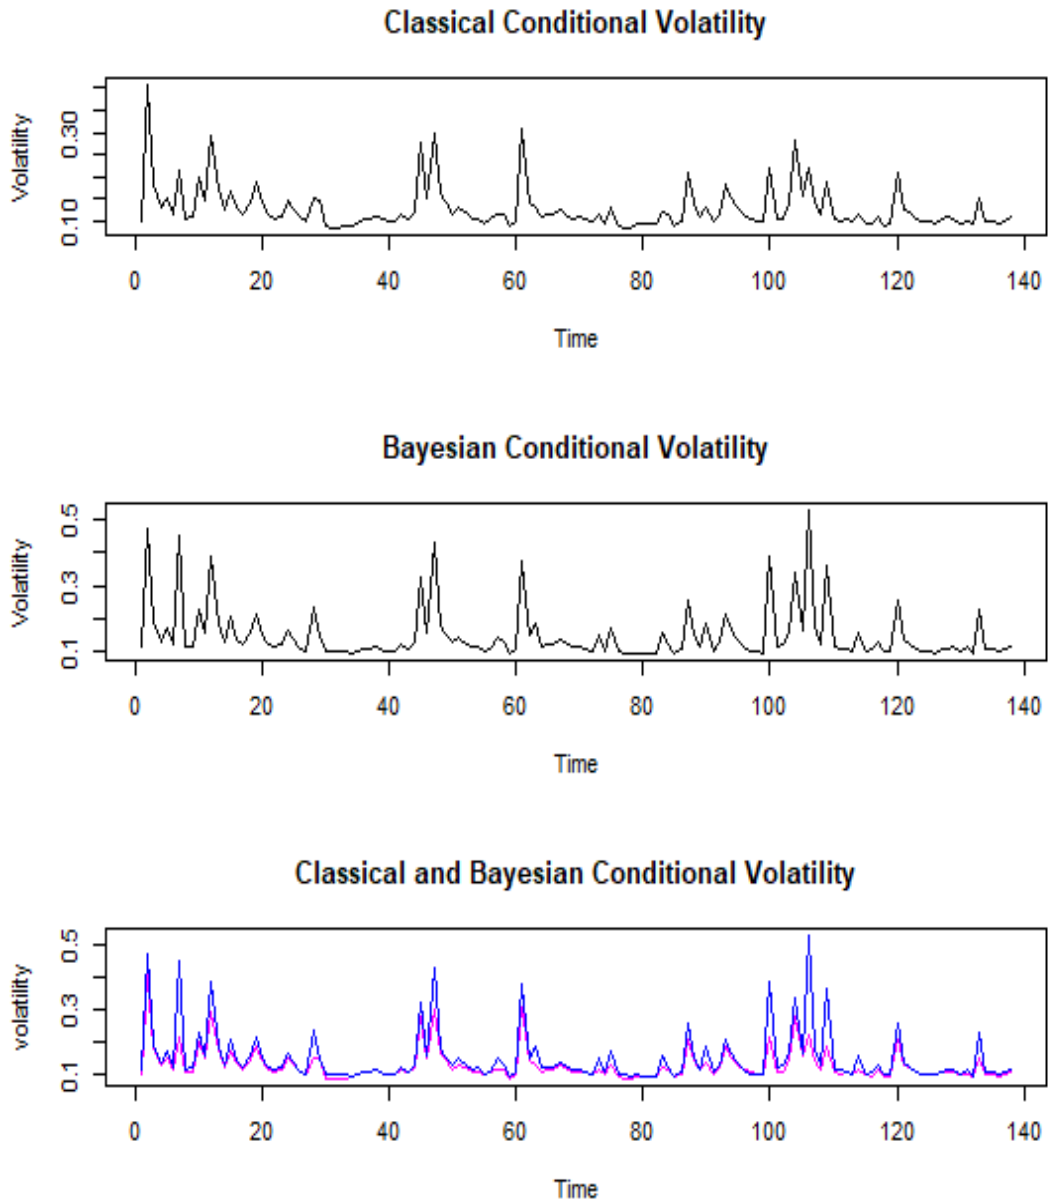 Classical Conditional Volatility
Volatility
0.30
0.10
0 20 40 60 80 100 120 140
Time
Bayesian Conditional Volatility
Volatility
0.5
0.3
0.1
0 20 40 60 80 100 120 140
Time
Classical and Bayesian Conditional Volatility
volatility
0.5
0.3
0.1
0 20 40 60 80 100 120 140
Time